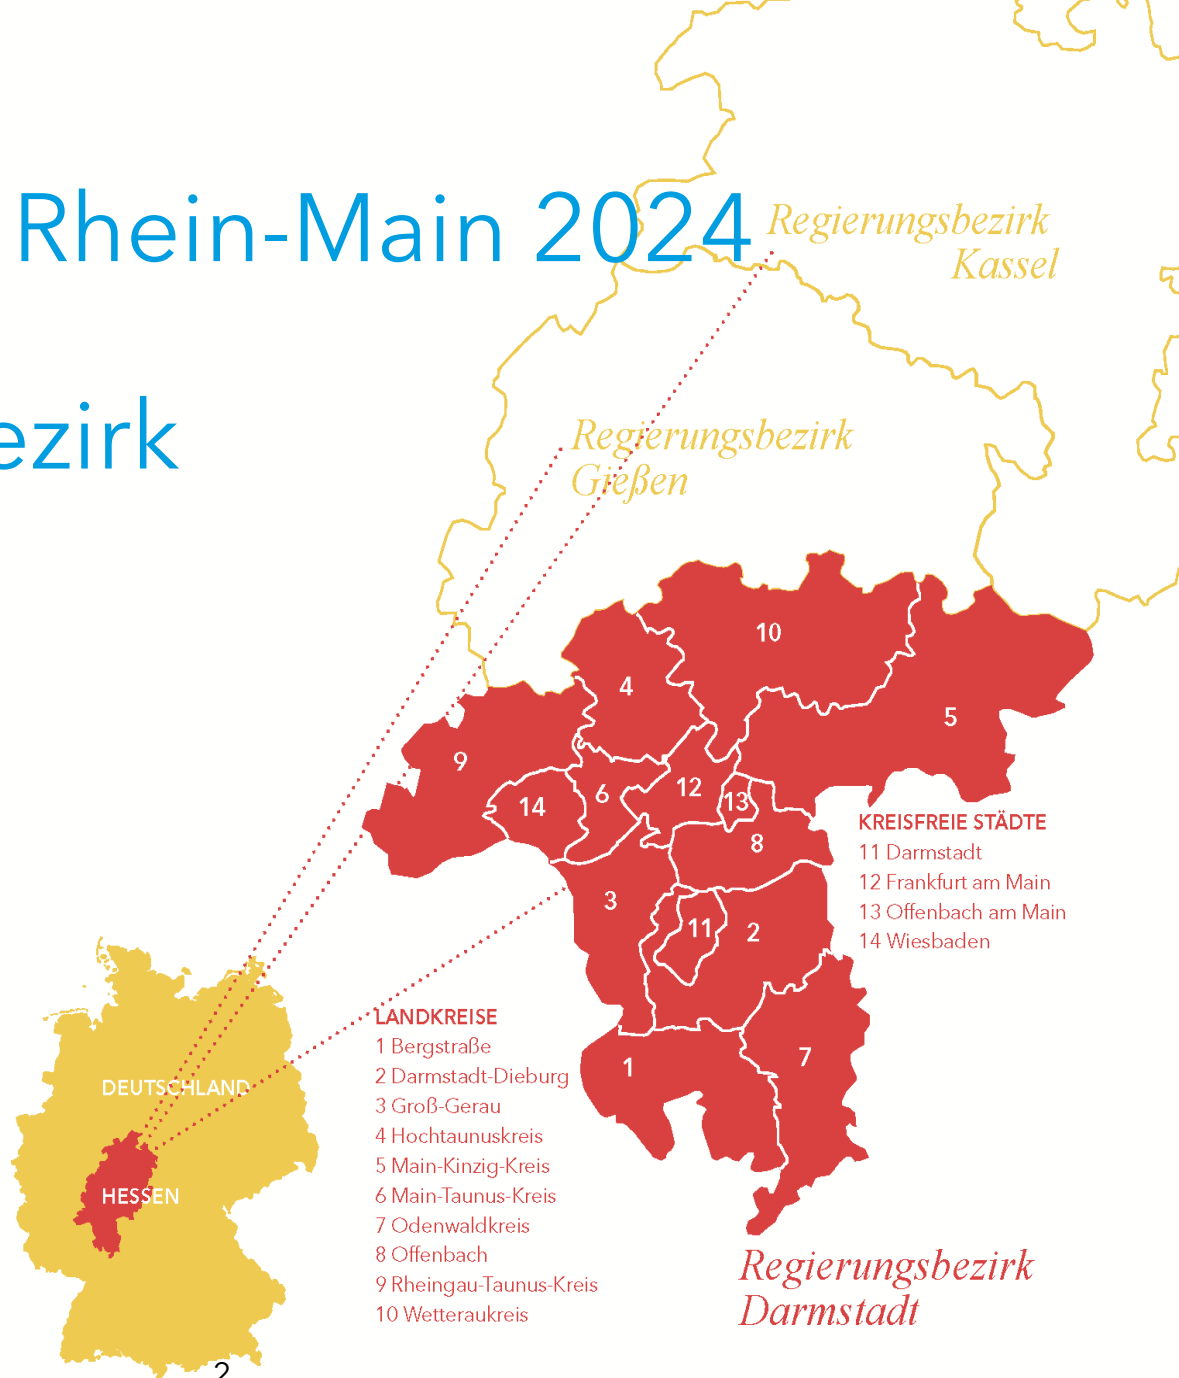 Rhein-Main 2024
ezirk
Regierungsbezirk
Kassel
Regierungsbezirk
Gießen
10
4
5
9
12
6
13
14
8
3
11
2
1
7
KREISFREIE STÄDTE
11 Darmstadt
12 Frankfurt am Main
13 Offenbach am Main
14 Wiesbaden
LANDKREISE
1 Bergstraße
2 Darmstadt-Dieburg
3 Groß-Gerau
4 Hochtaunuskreis
5 Main-Kinzig-Kreis
6 Main-Taunus-Kreis
7 Odenwaldkreis
8 Offenbach
9 Rheingau-Taunus-Kreis
10 Wetteraukreis
DEUTSCHLAND
HESSEN
Regierungsbezirk
Darmstadt
2